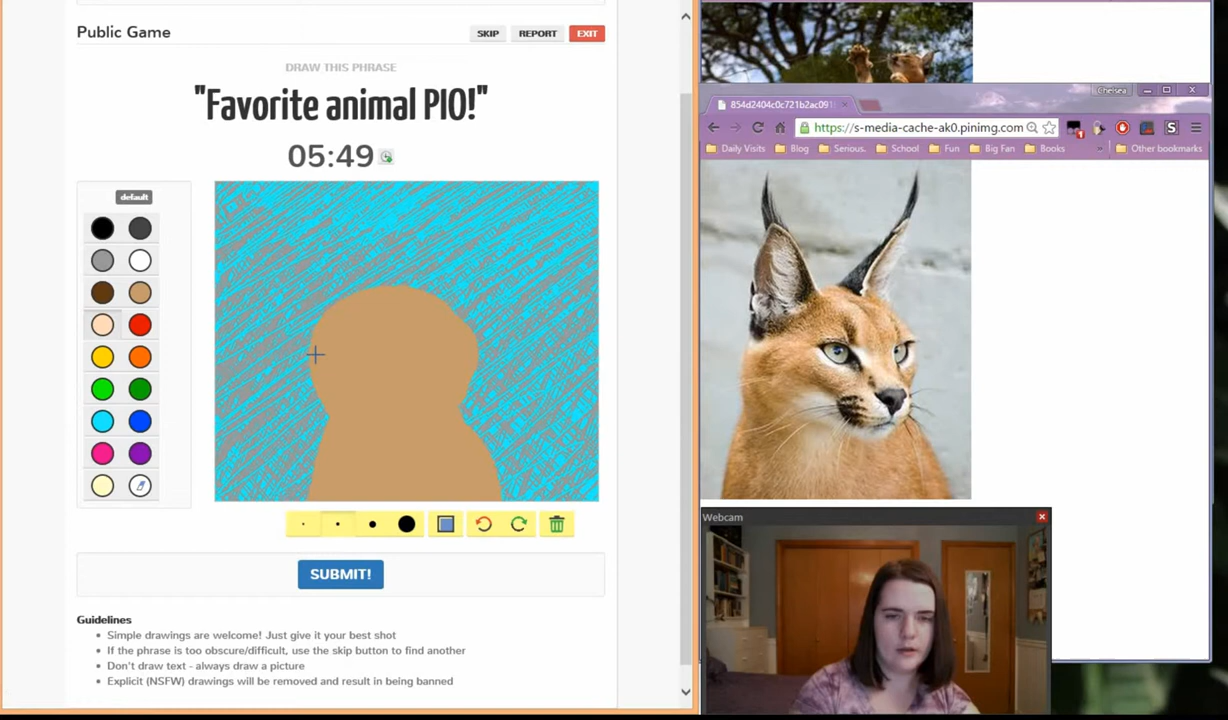 Public Game
SKIP
REPORT
EXIT
DRAW THIS PHRASE
"Favorite animal PIO!"
05:49
default
SUBMIT!
Guidelines
Simple drawings are welcome! Just give it your best shot
If the phrase is too obscure/difficult, use the skip button to find another
Don't draw text - always draw a picture
Explicit (NSFW) drawings will be removed and result in being banned
Chelsea
854d2404c0c721b2ac091
https://s-media-cache-ak0.pinimg.com
1
S
Daily Visits
Blog
Serious.
School
Fun
Big Fan
Books
»
Other bookmarks
Webcam